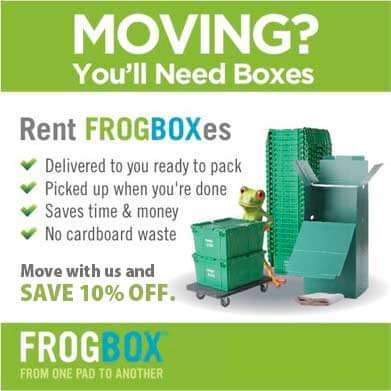 MOVING?
You'll Need Boxes
Rent FROGBOXes
Delivered to you ready to pack
Picked up when you're done
Saves time & money
No cardboard waste
Move with us and
SAVE 10% OFF.
FROGBOX™
FROM ONE PAD TO ANOTHER